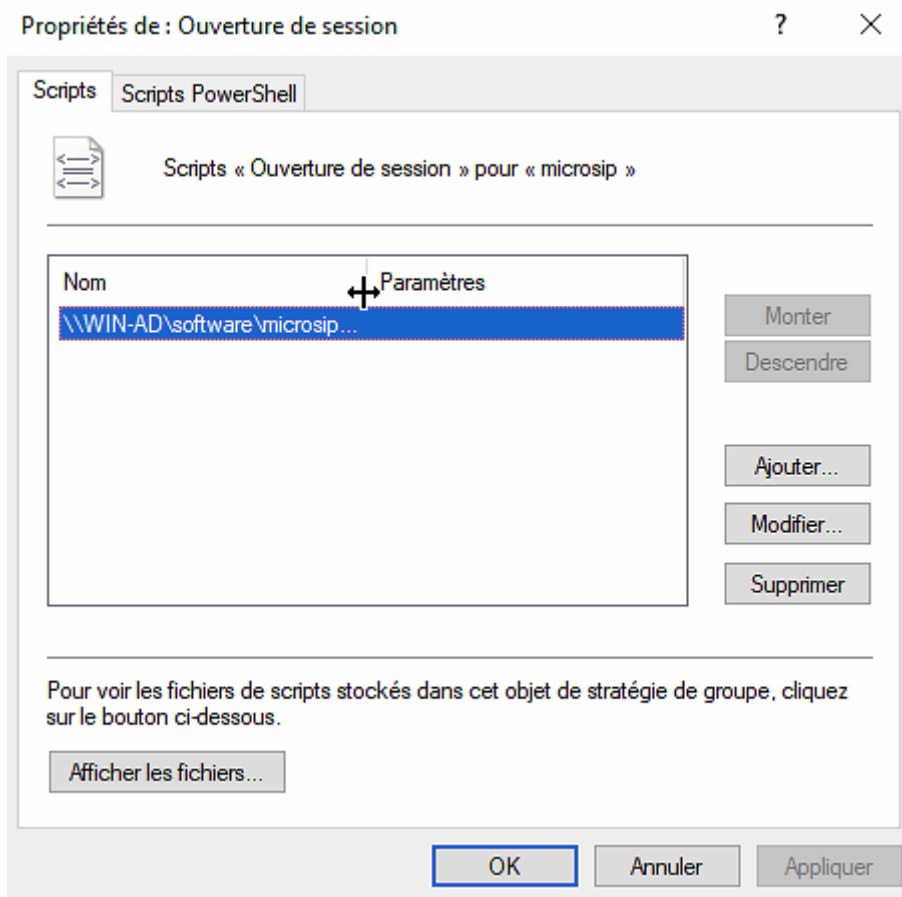 Propriétés de : Ouverture de session
?
Scripts
Scripts PowerShell
Scripts « Ouverture de session » pour « microsip »
Nom
Paramètres
\\WIN-AD\software\microsip...
Monter
Descendre
Ajouter...
Modifier...
Supprimer
Pour voir les fichiers de scripts stockés dans cet objet de stratégie de groupe, cliquez
sur le bouton ci-dessous.
Afficher les fichiers...
OK
Annuler
Appliquer